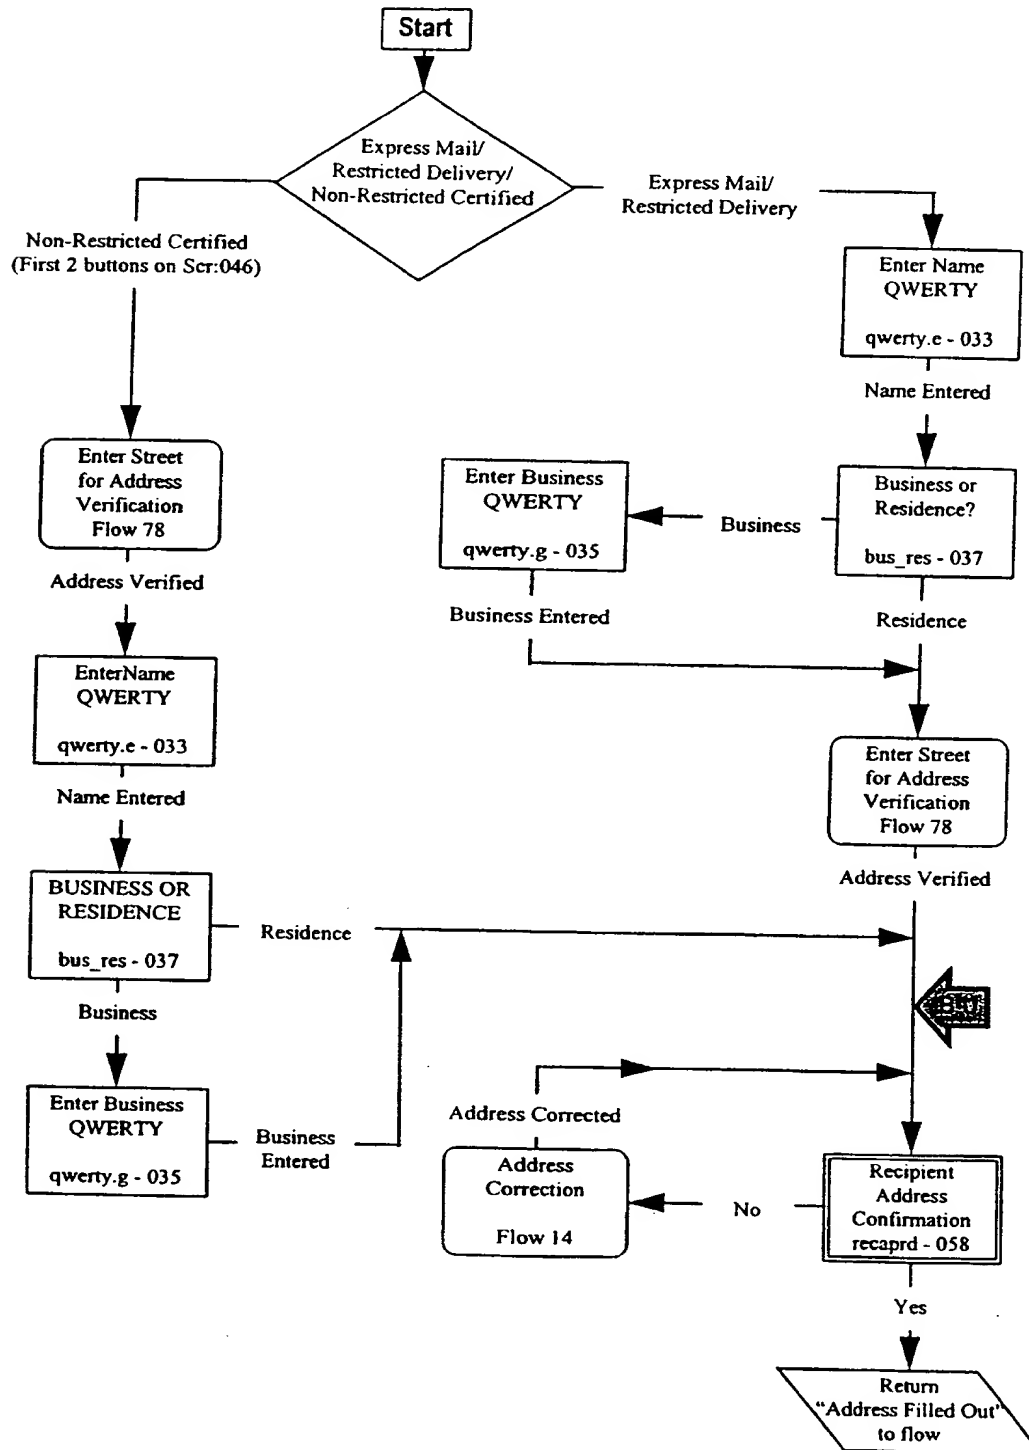 Start
Express Mail/
Restricted Delivery/
Non-Restricted Certified
Express Mail/
Restricted Delivery
Non-Restricted Certified
(First 2 buttons on Scr:046)
Enter Name
QWERTY
qwerty.e - 033
Name Entered
Enter Street
for Address
Verification
Flow 78
Address Verified
Enter Business
QWERTY
qwerty.g - 035
Business Entered
Business
Business or
Residence?
bus_res - 037
Residence
EnterName
QWERTY
qwerty.e - 033
Name Entered
Enter Street
for Address
Verification
Flow 78
Address Verified
BUSINESS OR
RESIDENCE
bus_res - 037
Residence
Business
Enter Business
QWERTY
qwerty.g - 035
Business
Entered
Address Corrected
Address
Correction
Flow 14
No
Recipient
Address
Confirmation
recaprd - 058
Yes
Return
"Address Filled Out"
to flow